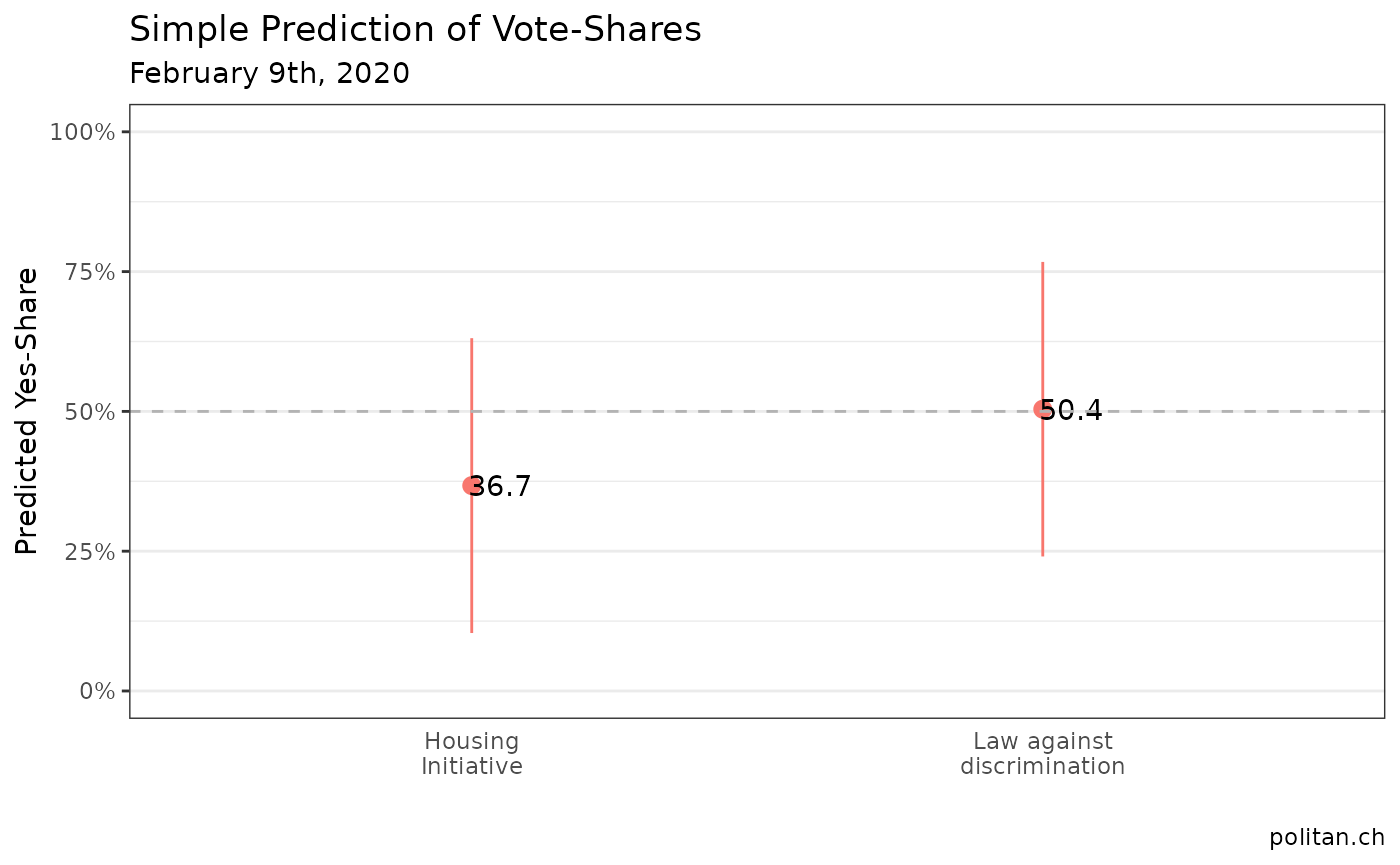 Simple Prediction of Vote-Shares
February 9th, 2020
Predicted Yes-Share
100%
75%
50%
25%
0%
36.7
50.4
Housing
Initiative
Law against
discrimination
politan.ch